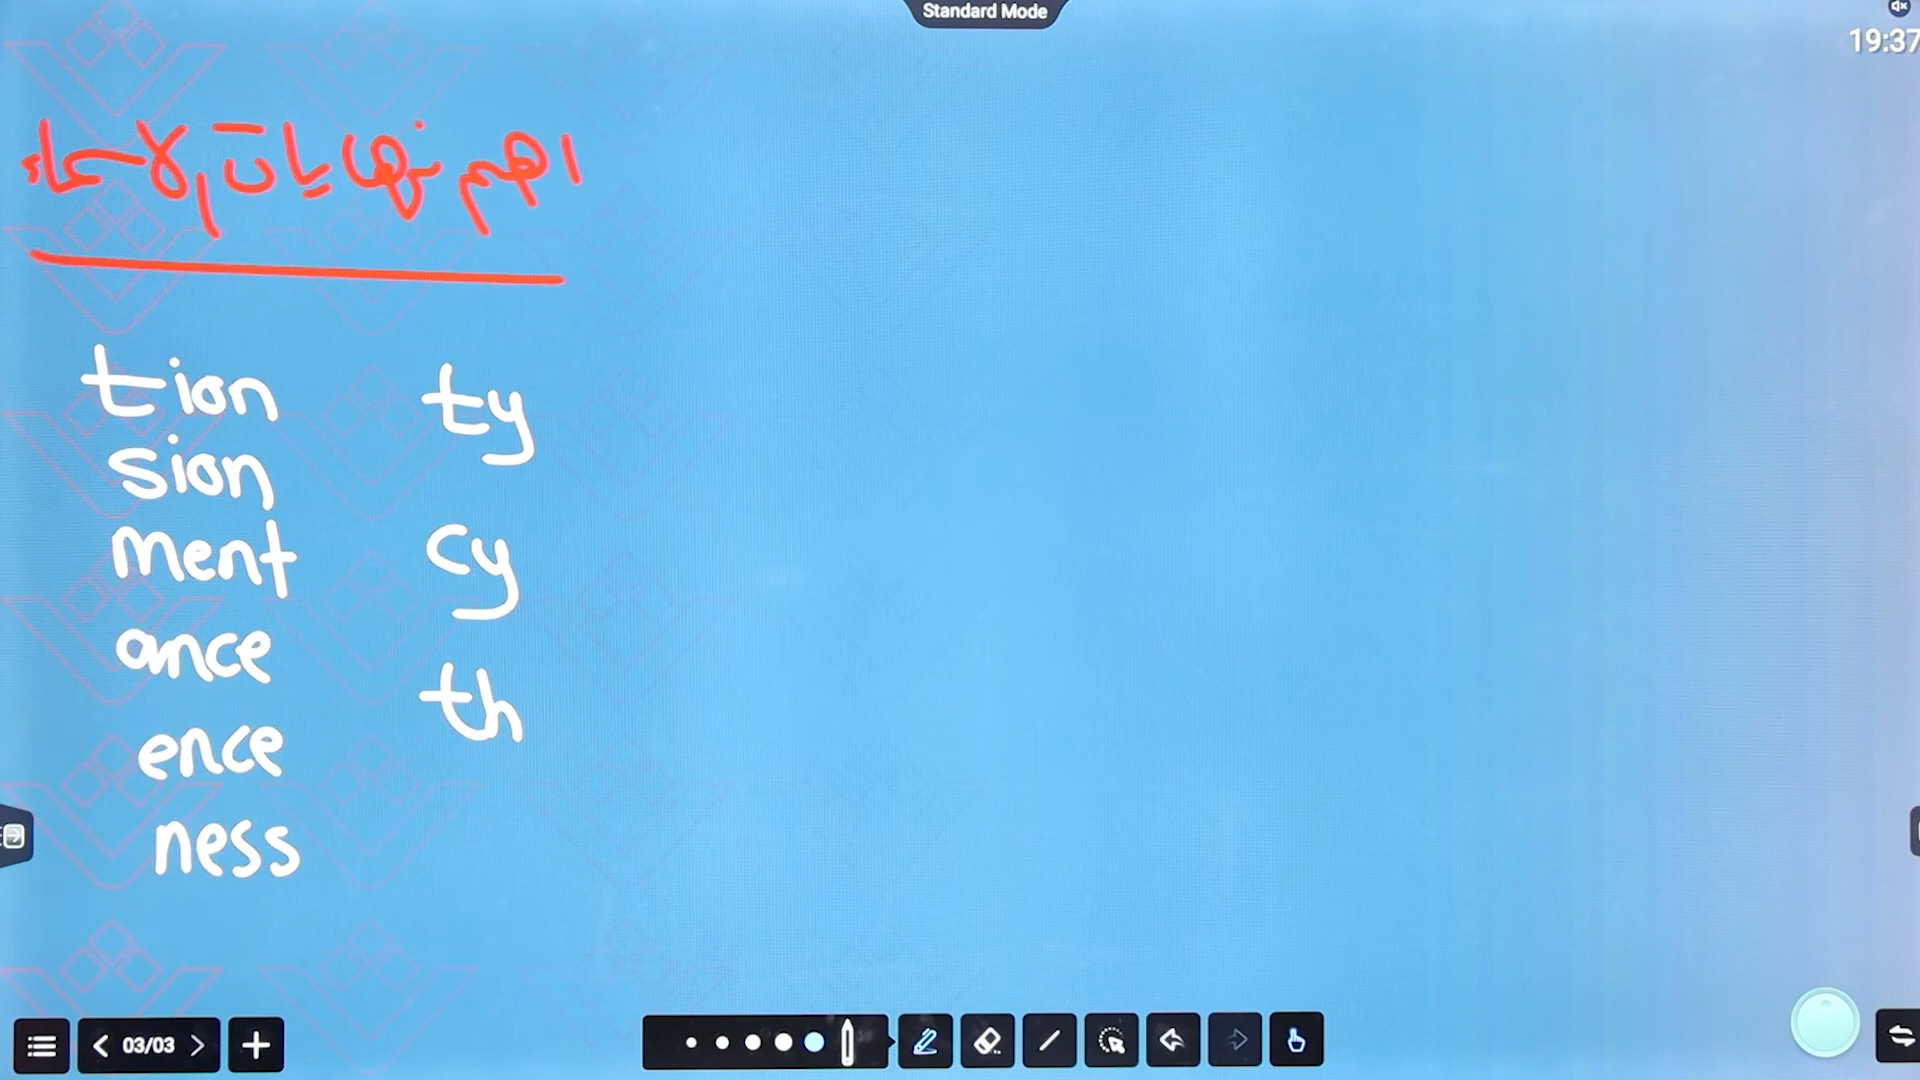 Standard Mode
19:37
اهم نهايات الاسماء
tion
sion
ment
ance
ence
ness
ty
cy
th
03/03